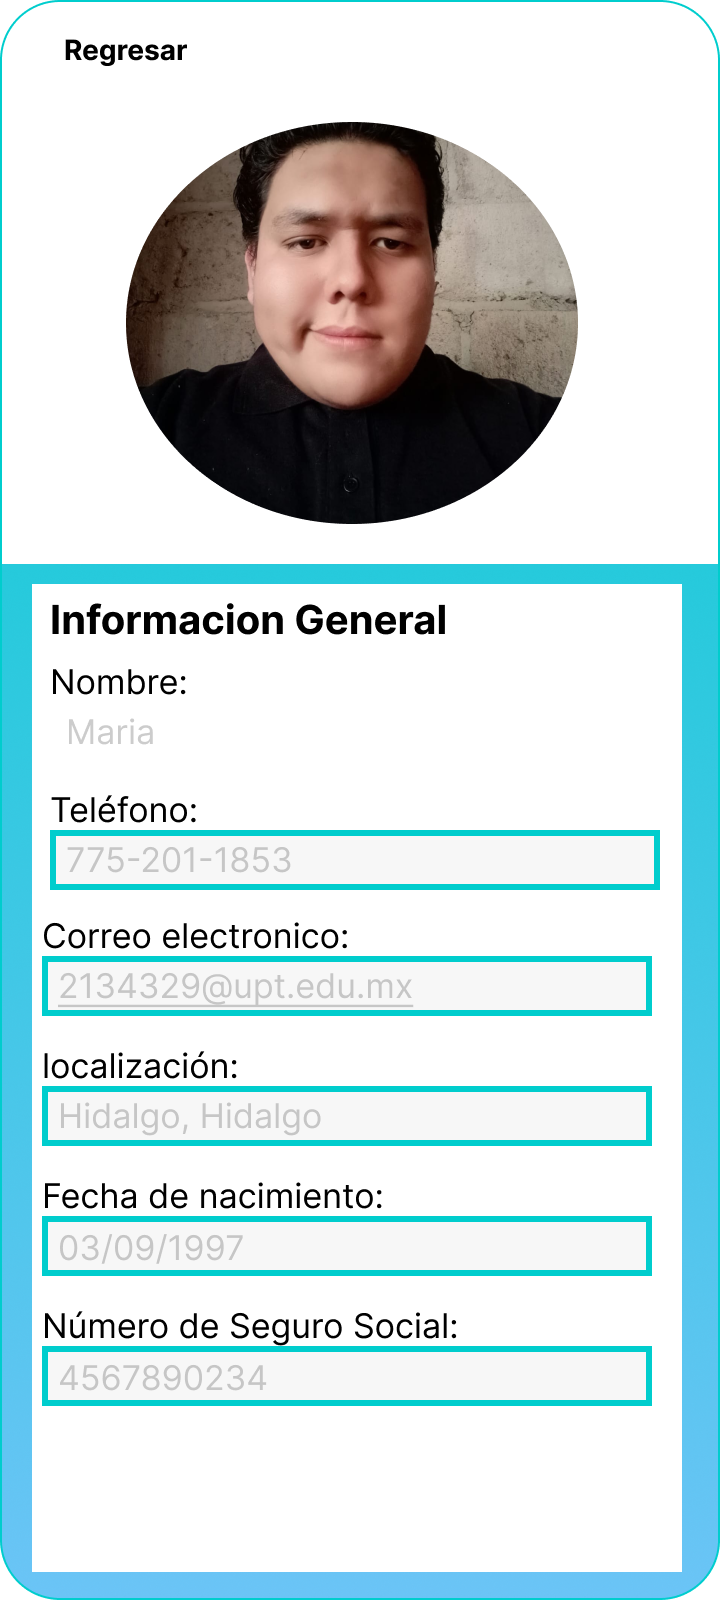 Regresar
Informacion General
Nombre:
Maria
Teléfono:
775-201-1853
Correo electronico:
2134329@upt.edu.mx
localización:
Hidalgo, Hidalgo
Fecha de nacimiento:
03/09/1997
Número de Seguro Social:
4567890234